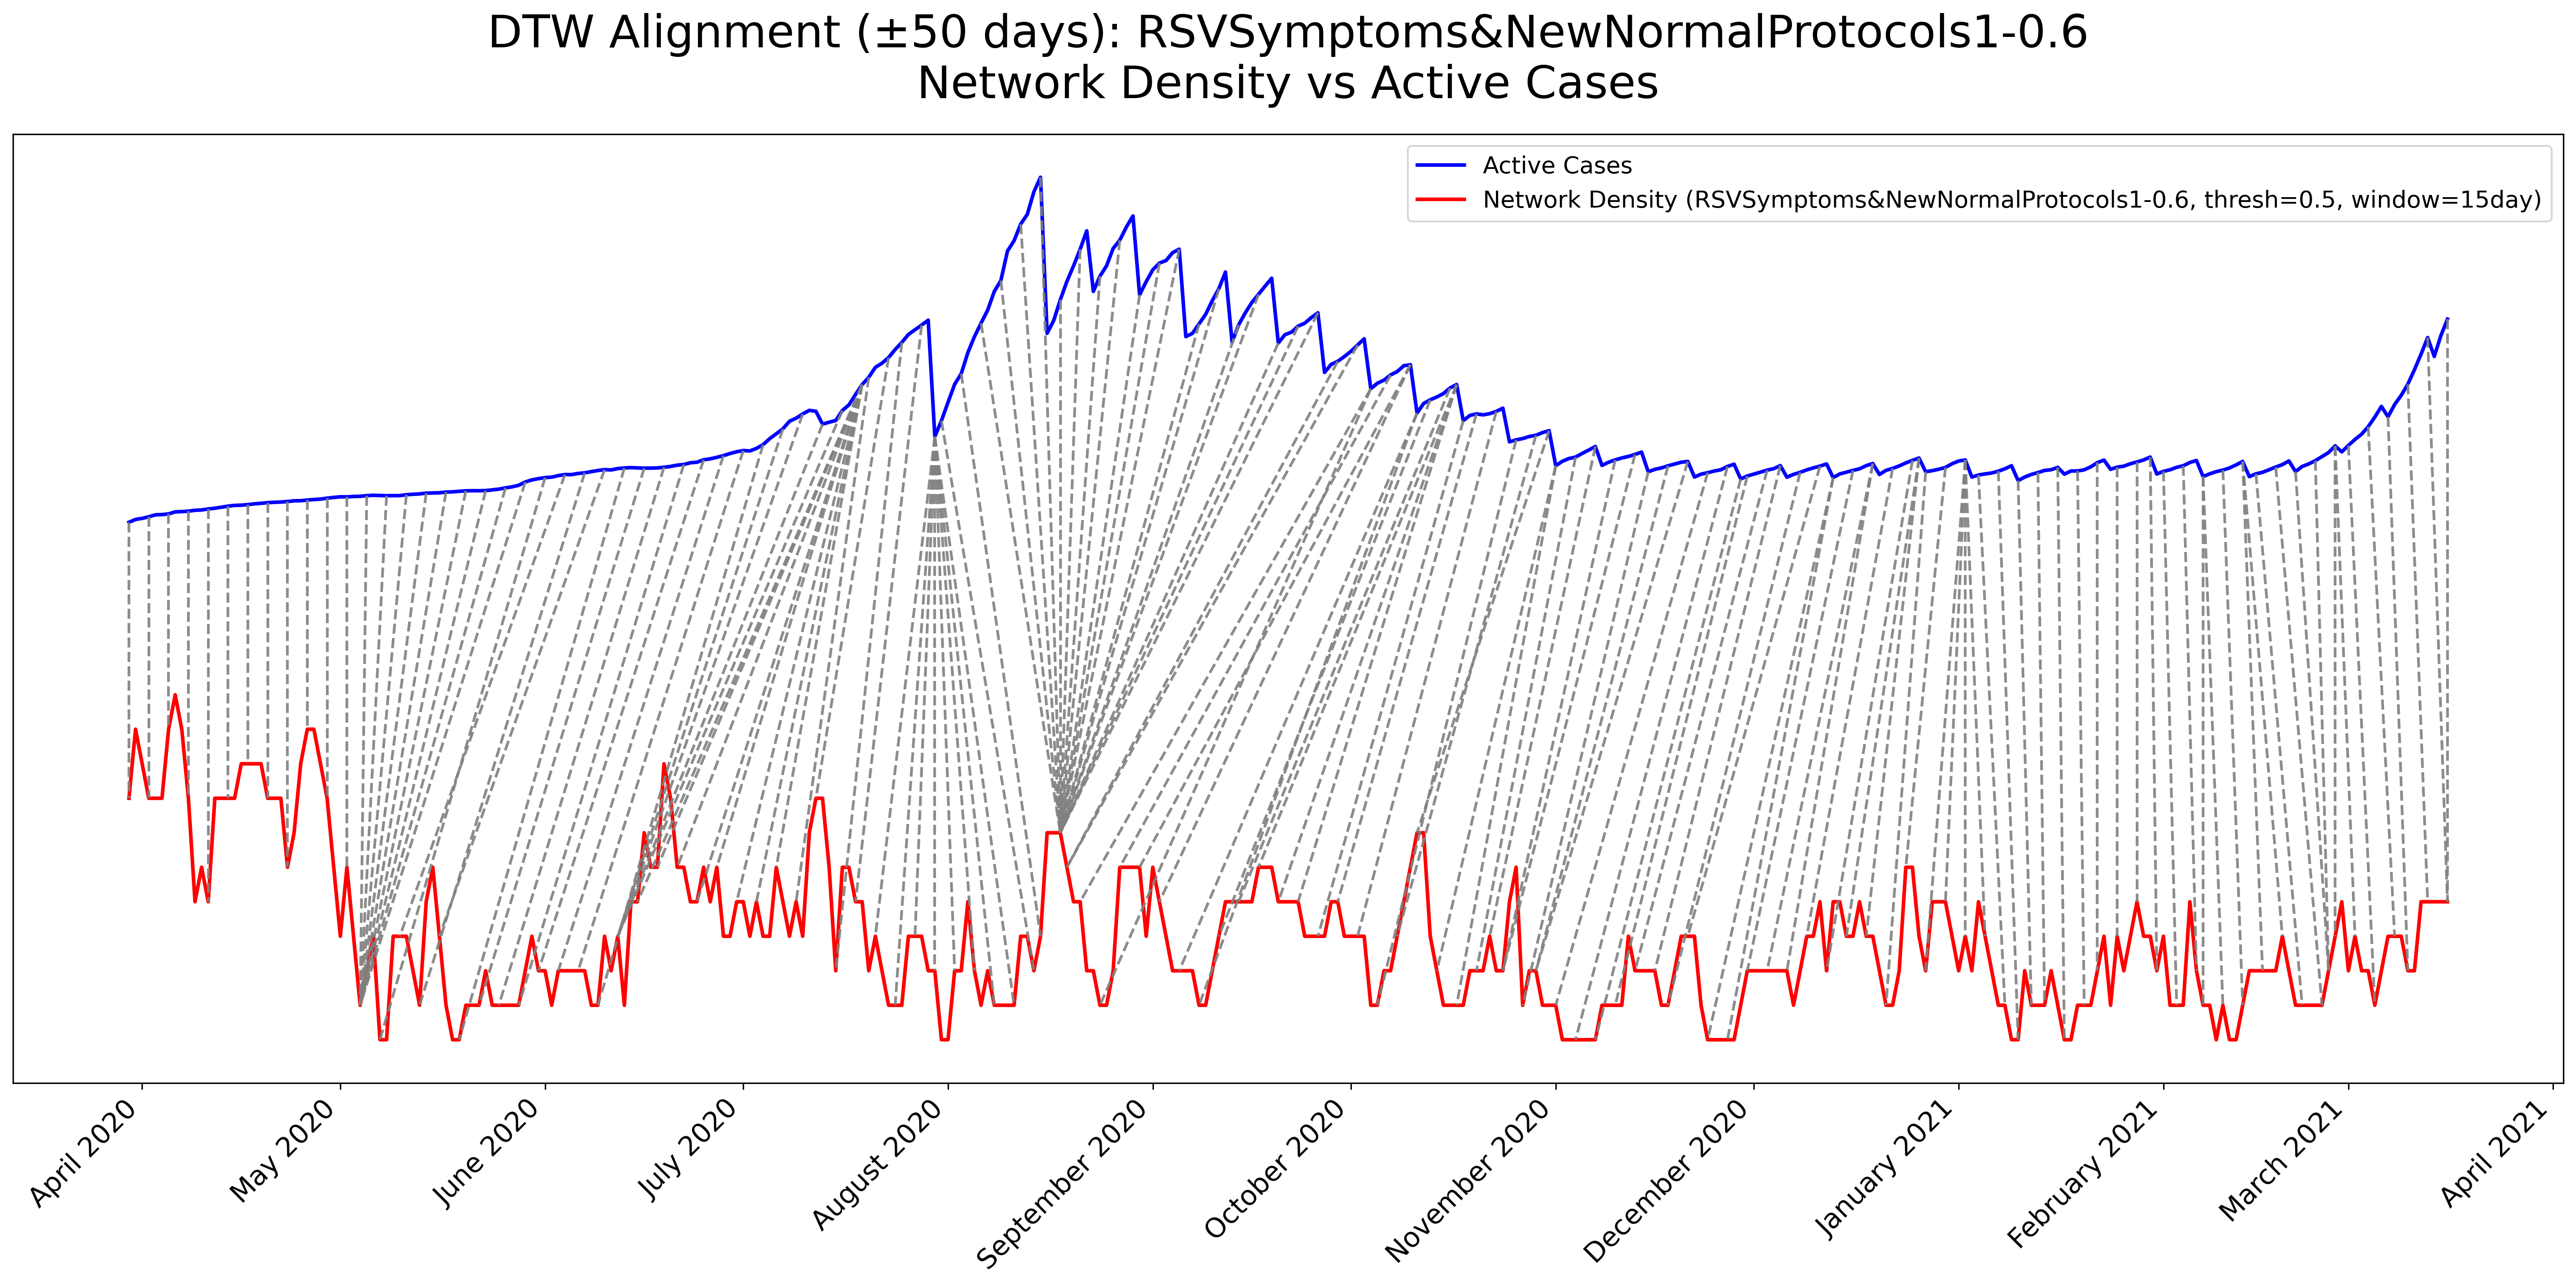 DTW Alignment (±50 days): RSVSymptoms&NewNormalProtocols1-0.6
Network Density vs Active Cases
Active Cases
Network Density (RSVSymptoms&NewNormalProtocols1-0.6, thresh=0.5, window=15day)
April 2020
May 2020
June 2020
July 2020
August 2020
September 2020
October 2020
November 2020
December 2020
January 2021
February 2021
March 2021
April 2021